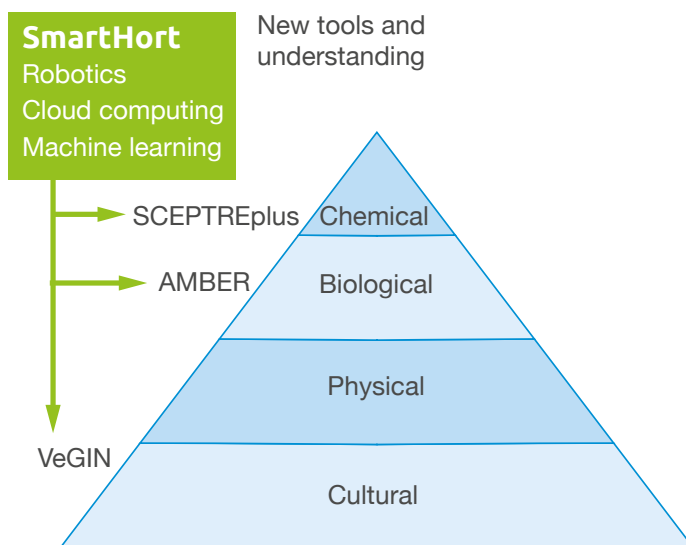 SmartHort
Robotics
Cloud computing
Machine learning
New tools and
understanding
SCEPTREplus
Chemical
AMBER
Biological
Physical
VeGIN
Cultural